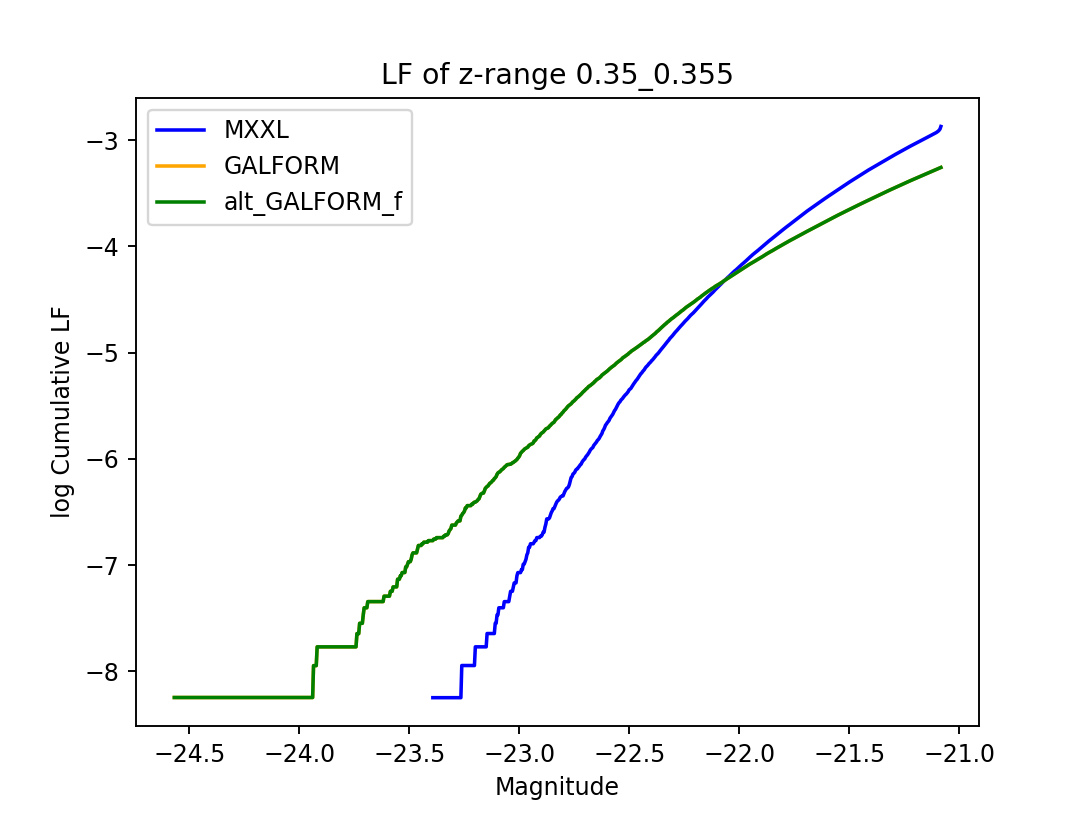 LF of z-range 0.35_0.355
MXXL
GALFORM
alt_GALFORM_f
−3
−4
−5
−6
−7
−8
log Cumulative LF
−24.5
−24.0
−23.5
−23.0
−22.5
−22.0
−21.5
−21.0
Magnitude